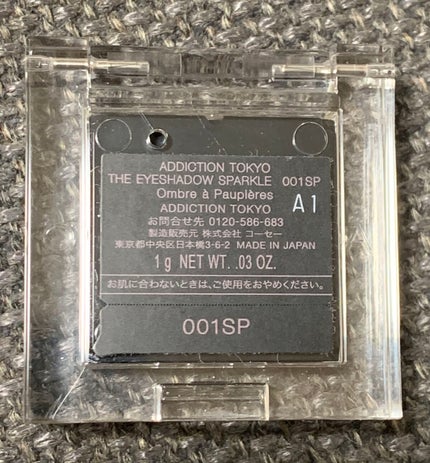 ADDICTION TOKYO
THE EYESHADOW SPARKLE 001SP
Ombre à Paupières
ADDICTION TOKYO
A1
お問合せ先 0120-586-683
製造販売元 株式会社 コーセー
東京都中央区日本橋3-6-2 MADE IN JAPAN
1g NET WT. .03 OZ.
お肌に合わないときは、ご使用をおやめください。
001SP